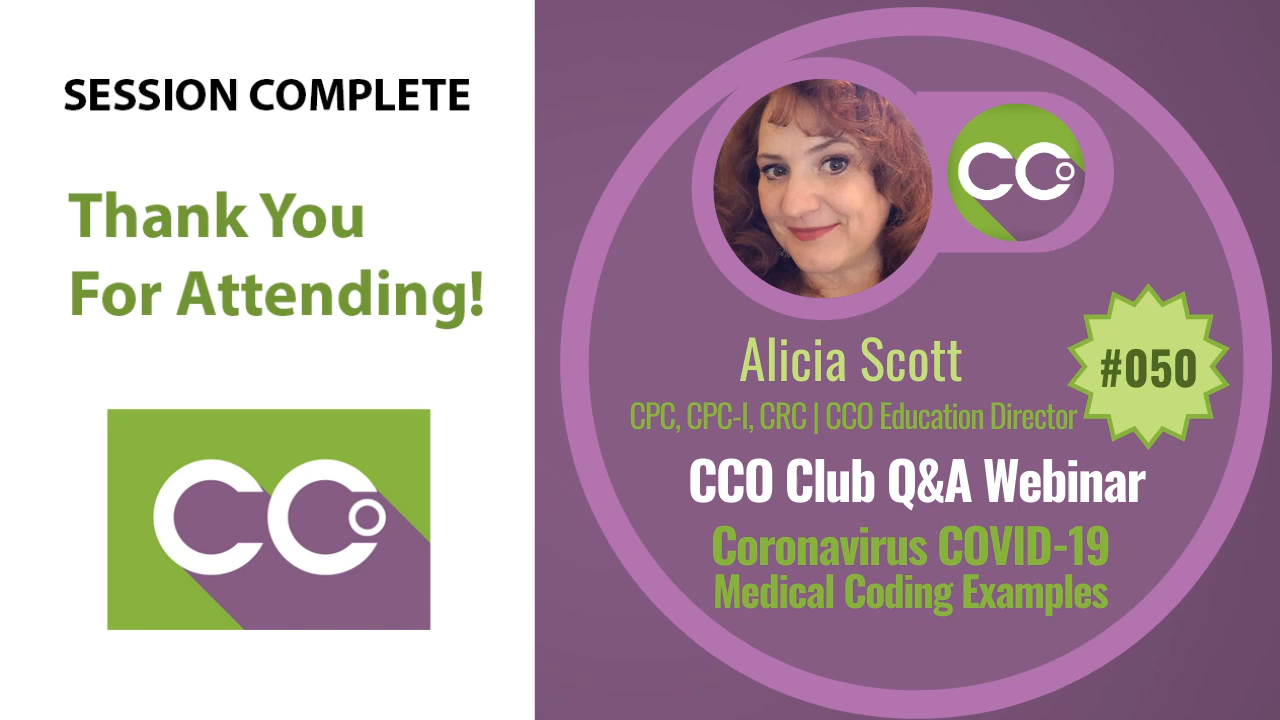 SESSION COMPLETE
Thank You
For Attending!
CCO
CCO
Alicia Scott
#050
CPC, CPC-I, CRC | CCO Education Director
CCO Club Q&A Webinar
Coronavirus COVID-19
Medical Coding Examples